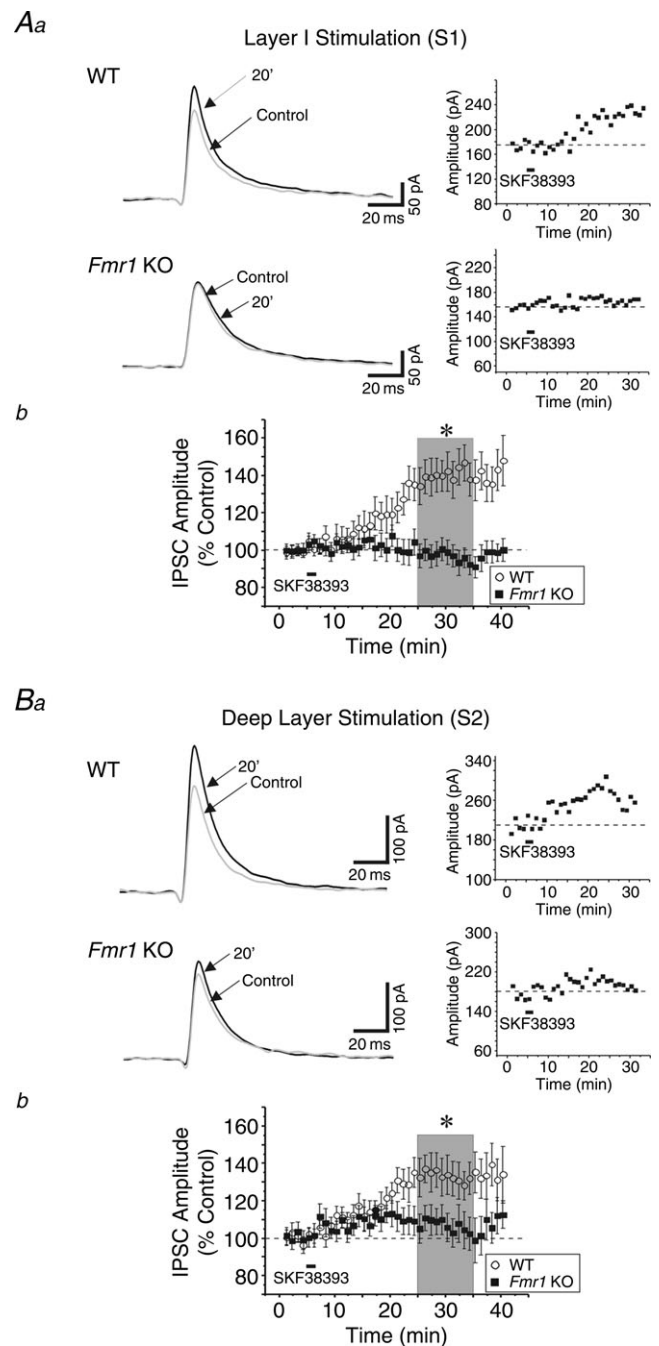 Aa
Layer I Stimulation (S1)
WT
20'
Control
20 ms
50 pA
Amplitude (pA)
240
200
160
120
80
SKF38393
0 10 20 30
Time (min)
Fmr1 KO
Control
20'
20 ms
50 pA
Amplitude (pA)
220
180
140
100
60
SKF38393
0 10 20 30
Time (min)
b
IPSC Amplitude
(% Control)
160
140
120
100
80
*
SKF38393
WT
Fmr1 KO
0 10 20 30 40
Time (min)
Ba
Deep Layer Stimulation (S2)
WT
20'
Control
20 ms
100 pA
Amplitude (pA)
340
260
180
100
SKF38393
0 10 20 30
Time (min)
Fmr1 KO
20'
Control
20 ms
100 pA
Amplitude (pA)
300
220
140
60
SKF38393
0 10 20 30
Time (min)
b
IPSC Amplitude
(% Control)
160
140
120
100
80
*
SKF38393
WT
Fmr1 KO
0 10 20 30 40
Time (min)